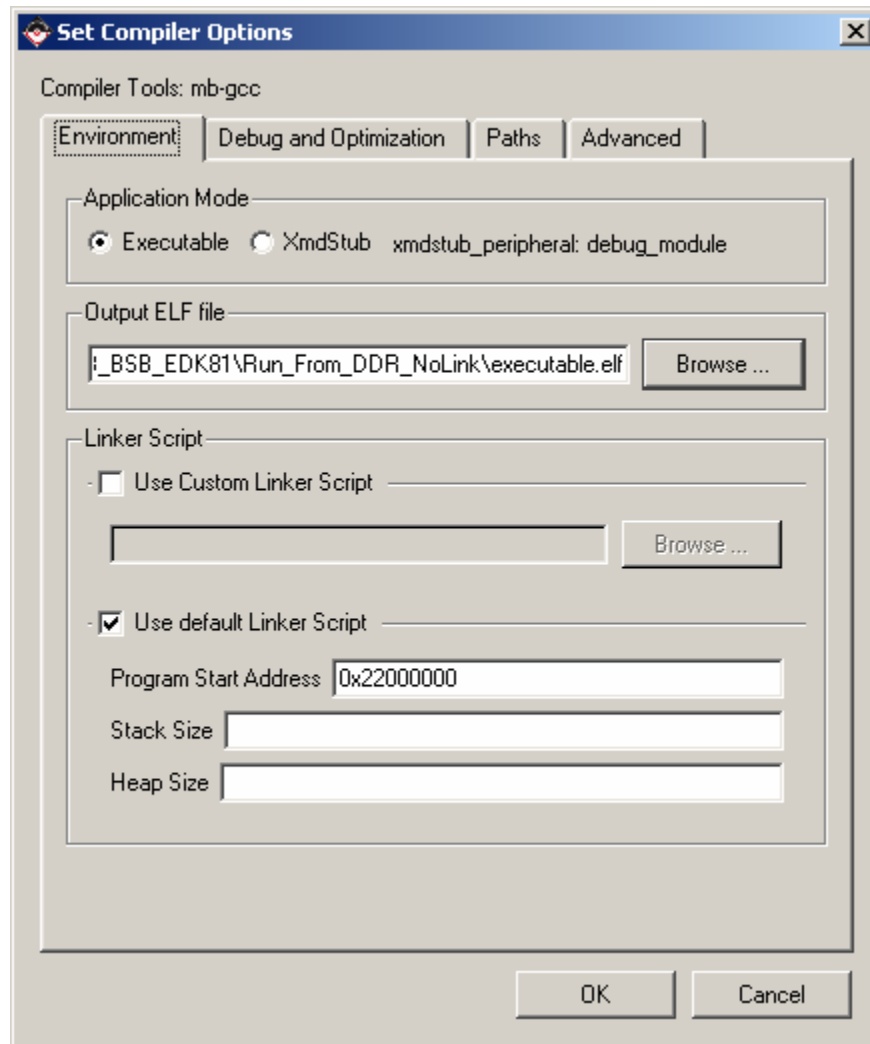 Set Compiler Options
Compiler Tools: mb-gcc
Environment Debug and Optimization Paths Advanced
Application Mode
Executable XmdStub xmdstub_peripheral: debug_module
Output ELF file
_BSB_EDK81\Run_From_DDR_NoLink\executable.elf Browse ...
Linker Script
Use Custom Linker Script
Browse ...
Use default Linker Script
Program Start Address 0x22000000
Stack Size
Heap Size
OK Cancel